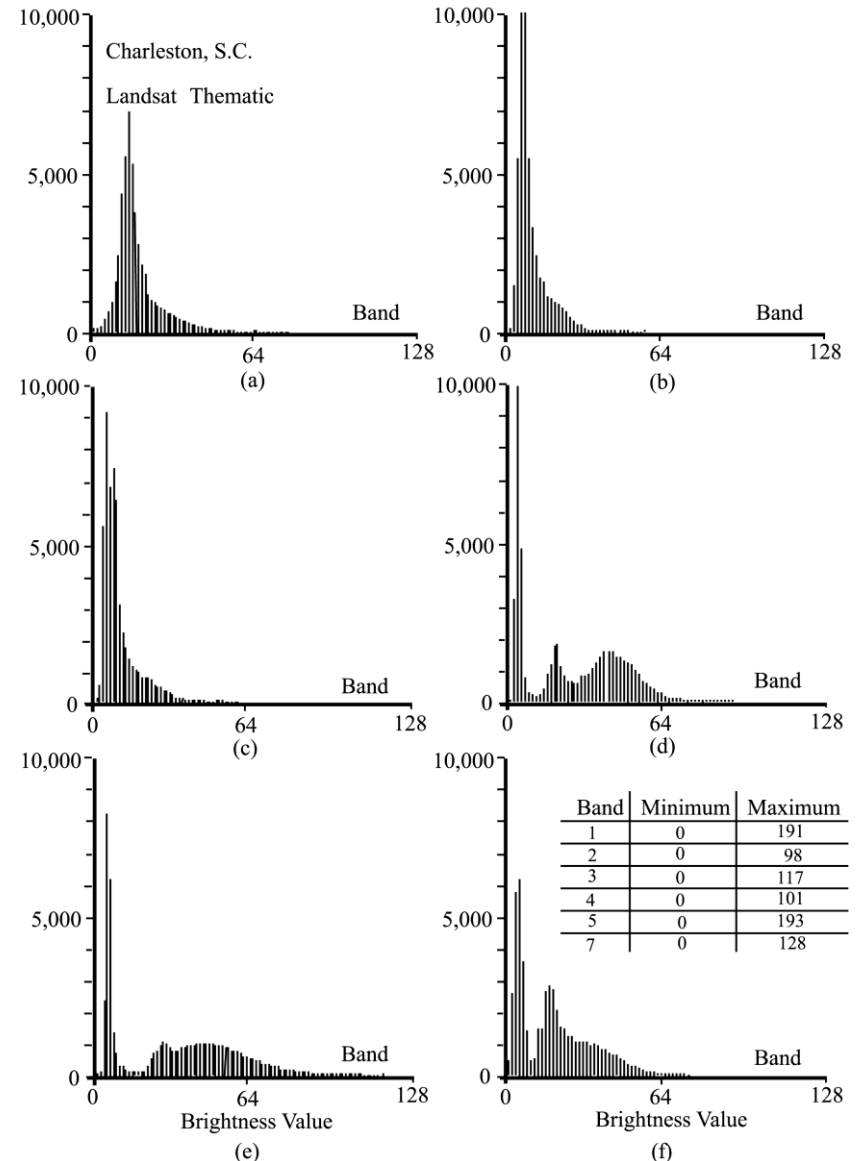 10,000
Charleston, S.C.
Landsat Thematic
5,000
Band
0
0 64 128
(a)
10,000
5,000
Band
0
0 64 128
(b)
10,000
5,000
Band
0
0 64 128
(c)
10,000
5,000
Band
0
0 64 128
(d)
10,000
5,000
Band
0
0 64 128
Brightness Value
(e)
10,000
Band Minimum Maximum
1 0 191
2 0 98
3 0 117
4 0 101
5 0 193
7 0 128
5,000
Band
0
0 64 128
Brightness Value
(f)